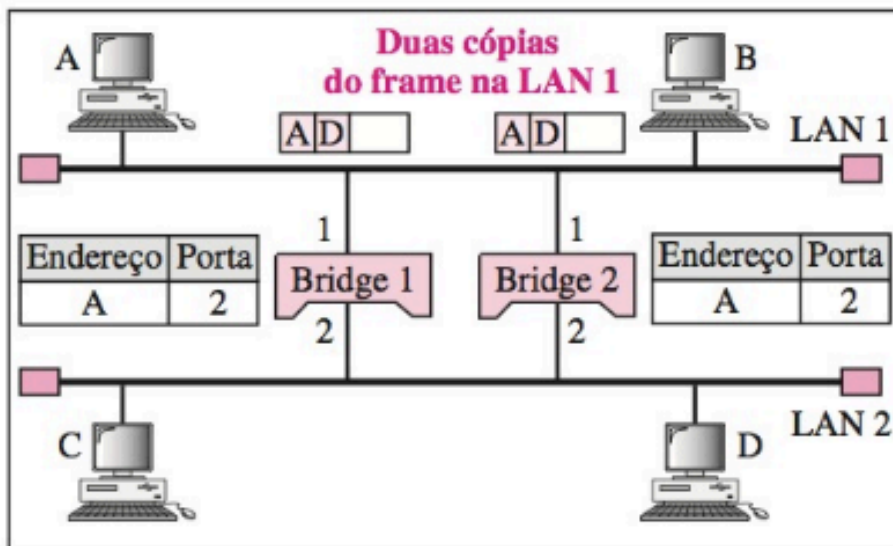 Duas cópias
do frame na LAN 1
A
B
A D
A D
LAN 1
1
1
Endereço Porta
A 2
Bridge 1
Bridge 2
Endereço Porta
A 2
2
2
LAN 2
C
D